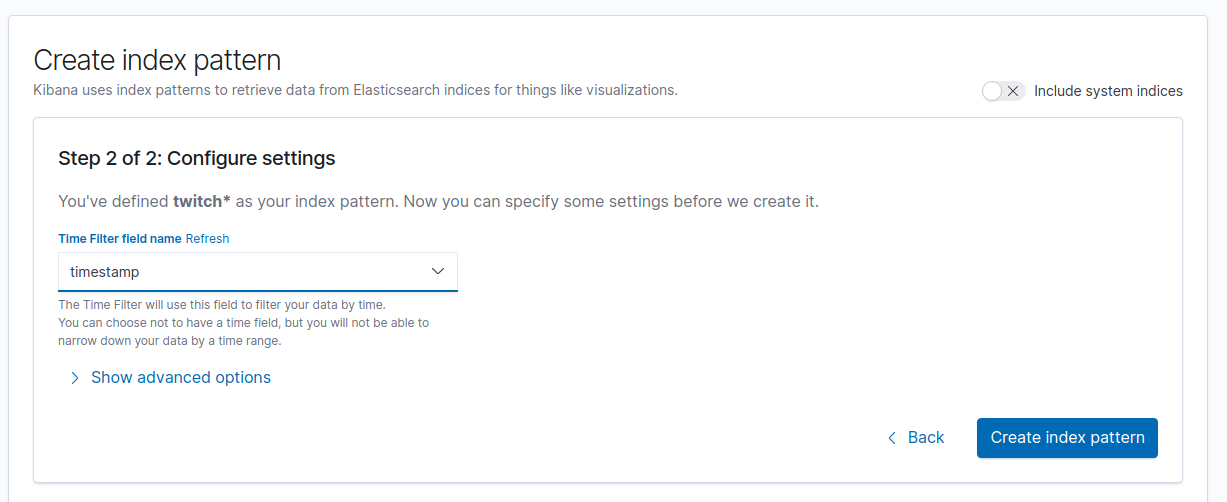 Create index pattern
Kibana uses index patterns to retrieve data from Elasticsearch indices for things like visualizations.
Include system indices
Step 2 of 2: Configure settings
You've defined twitch* as your index pattern. Now you can specify some settings before we create it.
Time Filter field name Refresh
timestamp
The Time Filter will use this field to filter your data by time.
You can choose not to have a time field, but you will not be able to
narrow down your data by a time range.
Show advanced options
Back
Create index pattern